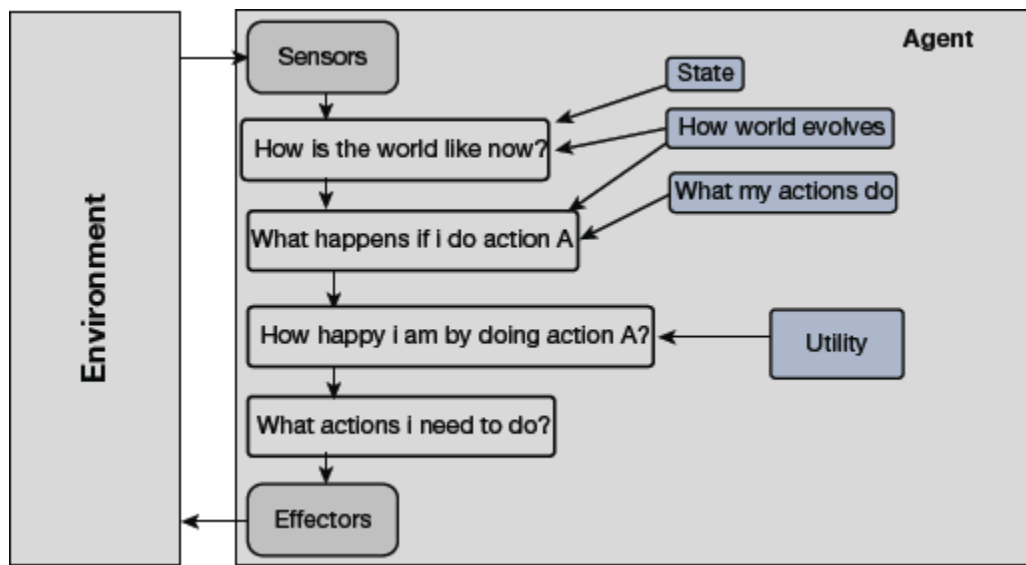 Agent
Sensors
State
How world evolves
How is the world like now?
What my actions do
What happens if i do action A
Environment
How happy i am by doing action A?
Utility
What actions i need to do?
Effectors